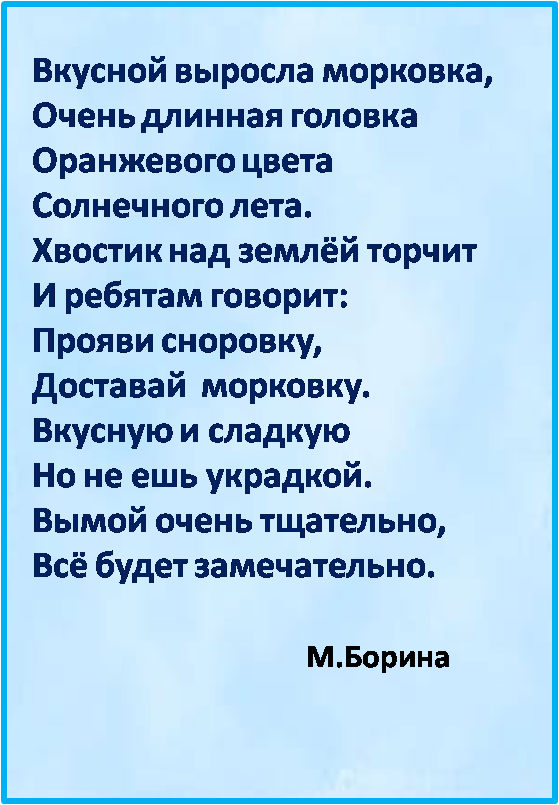 Вкусной выросла морковка,
Очень длинная головка
Оранжевого цвета
Солнечного лета.
Хвостик над землёй торчит
И ребятам говорит:
Прояви сноровку,
Доставай морковку.
Вкусную и сладкую
Но не ешь украдкой.
Вымой очень тщательно,
Всё будет замечательно.
М.Борина